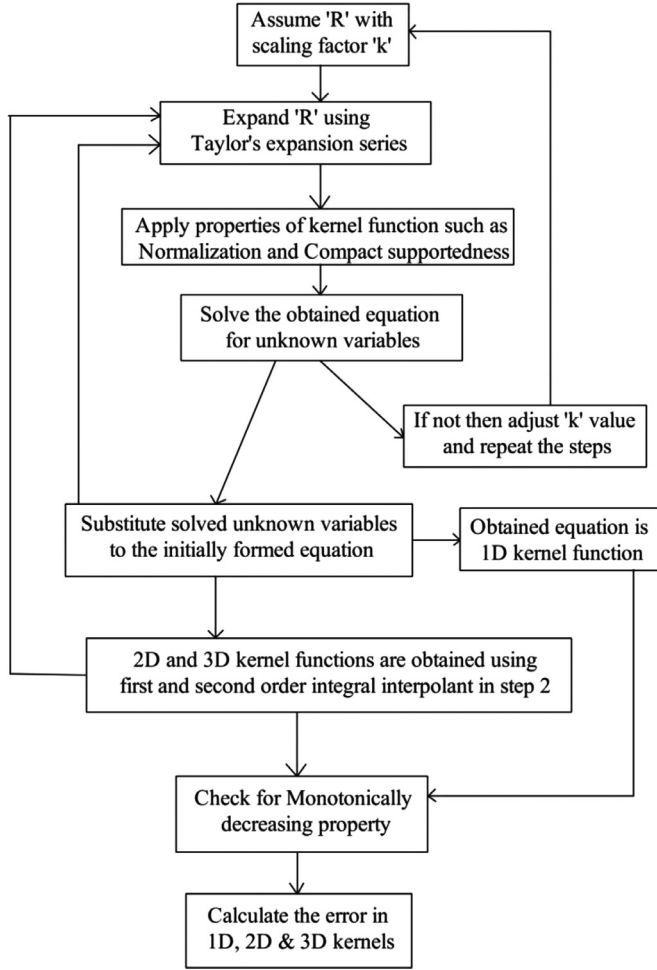 Assume 'R' with
scaling factor 'k'
Expand 'R' using
Taylor's expansion series
Apply properties of kernel function such as
Normalization and Compact supportedness
Solve the obtained equation
for unknown variables
If not then adjust 'k' value
and repeat the steps
Substitute solved unknown variables
to the initially formed equation
Obtained equation is
1D kernel function
2D and 3D kernel functions are obtained using
first and second order integral interpolant in step 2
Check for Monotonically
decreasing property
Calculate the error in
1D, 2D & 3D kernels